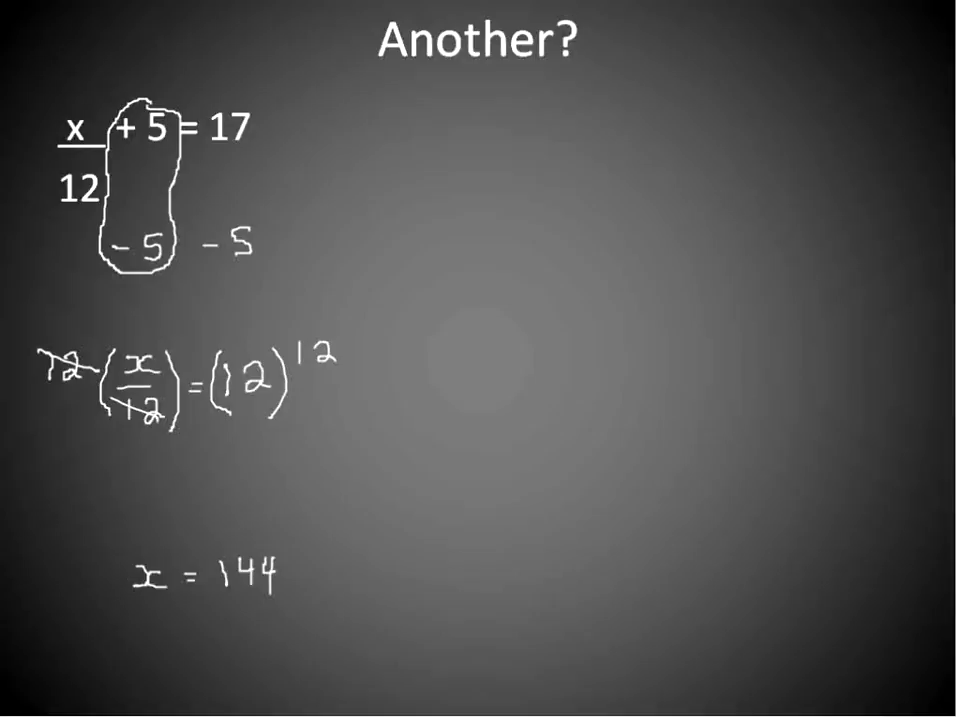 Another?
x + 5 = 17
12
- 5 - 5
12 ( x ) = (12) 12
12
x = 144